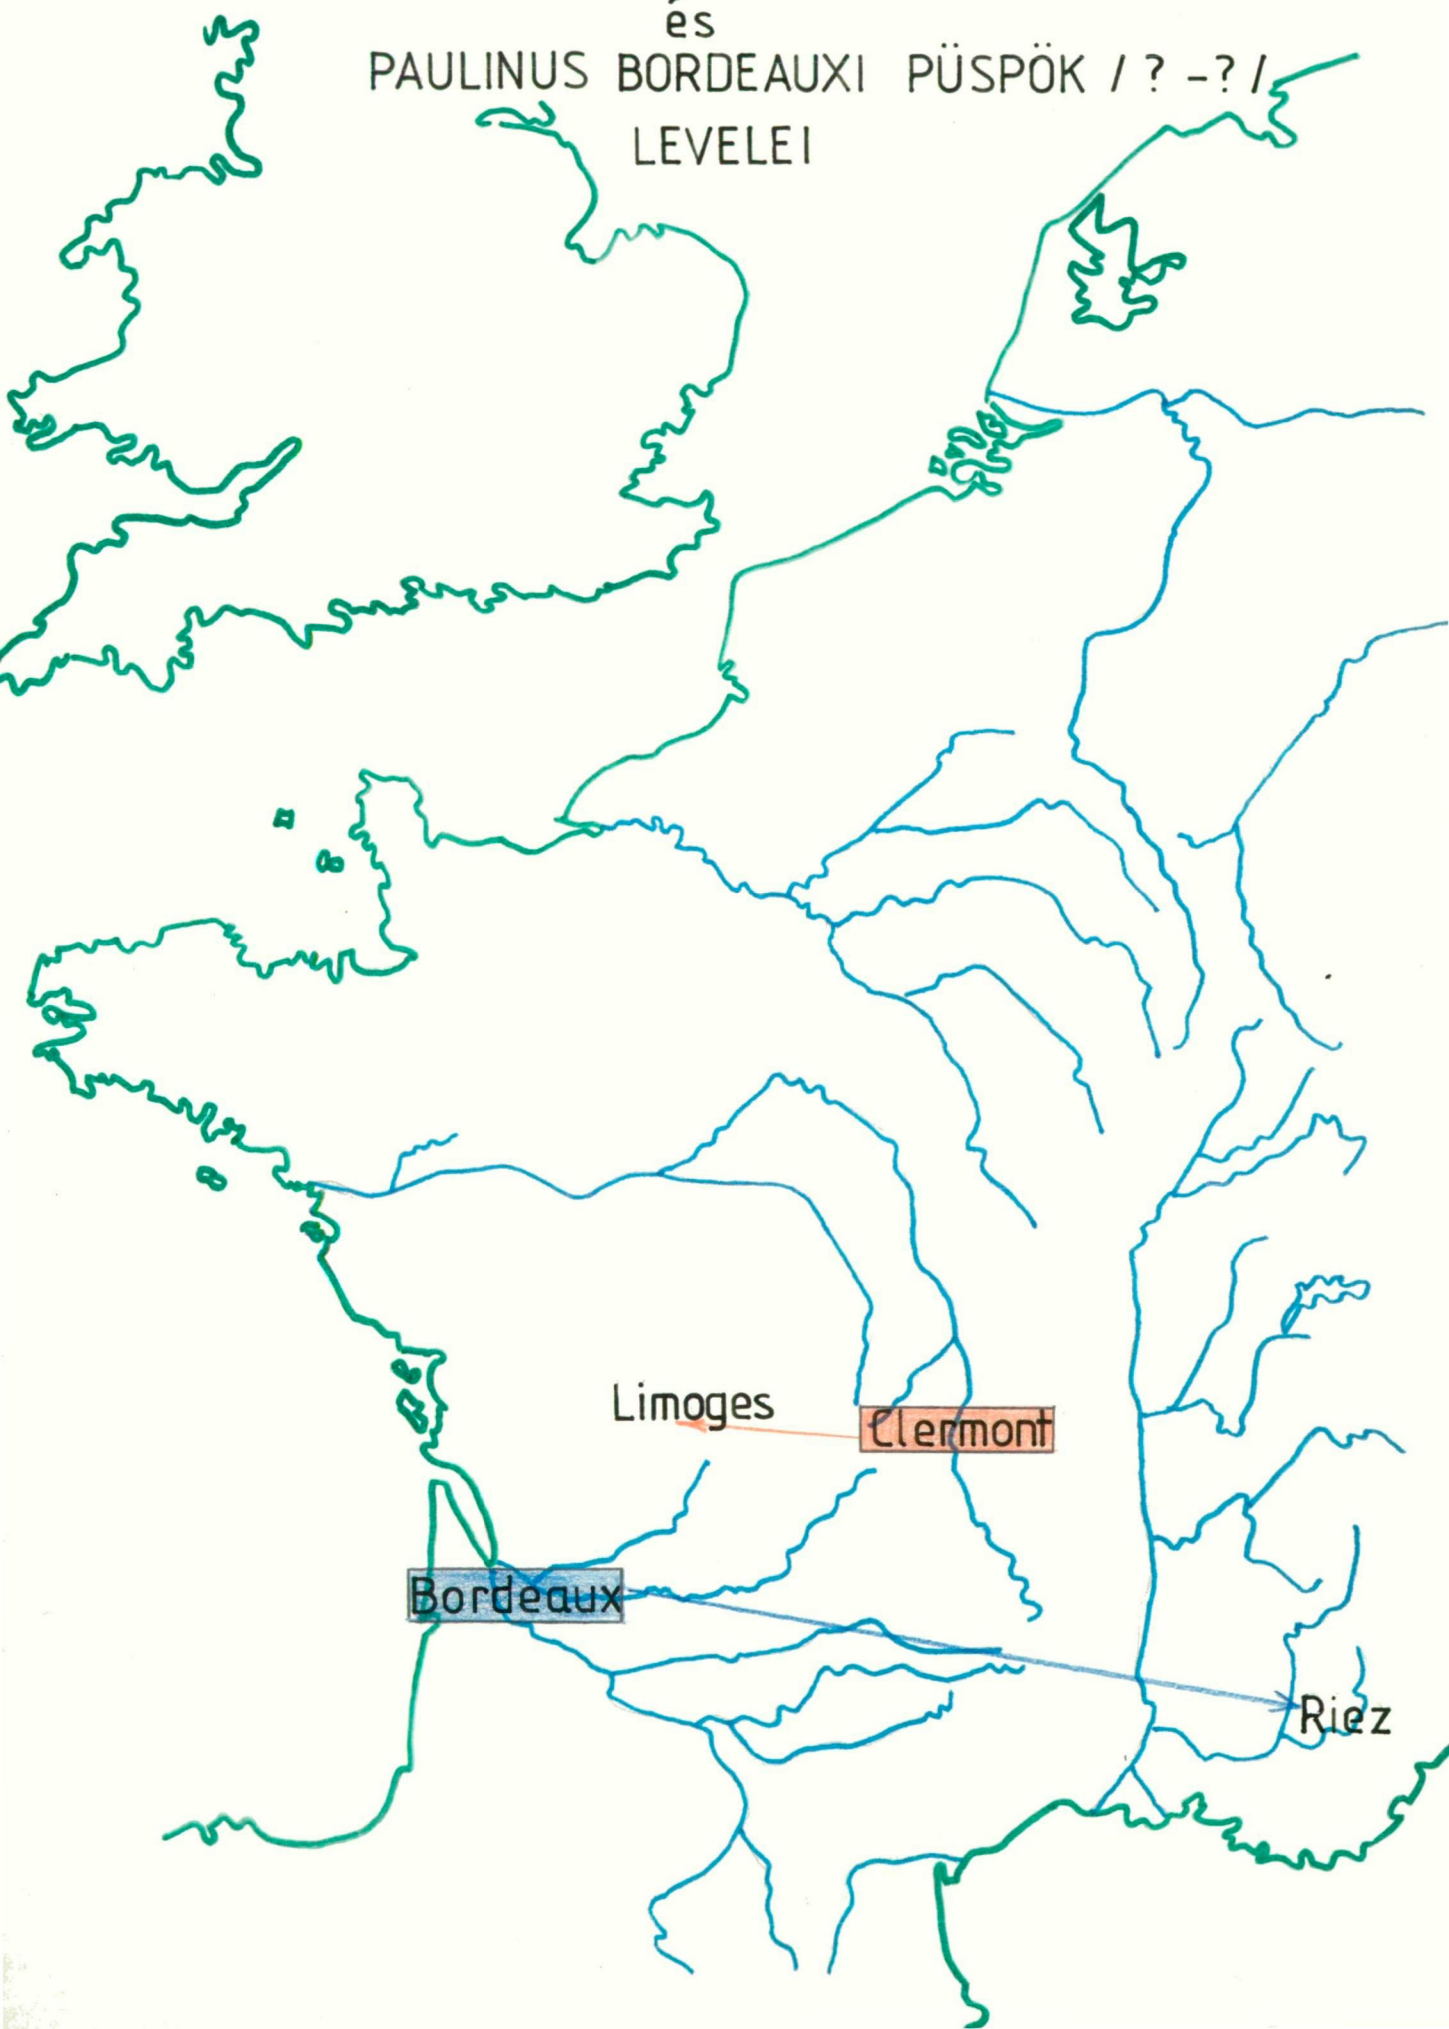 és
PAULINUS BORDEAUXI PÜSPÖK / ? -? /
LEVELEI
Limoges
Clermont
Bordeaux
Riez